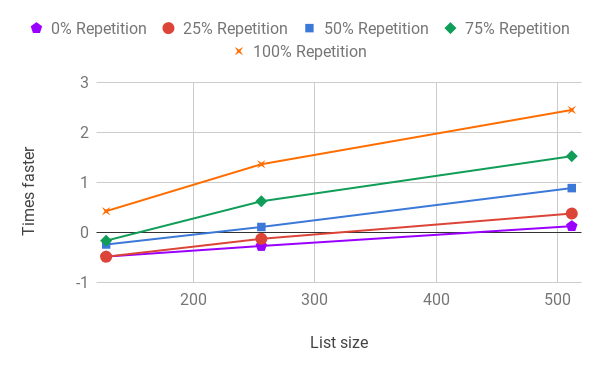 0% Repetition 25% Repetition 50% Repetition 75% Repetition
100% Repetition
3
2
1
0
-1
Times faster
200 300 400 500
List size